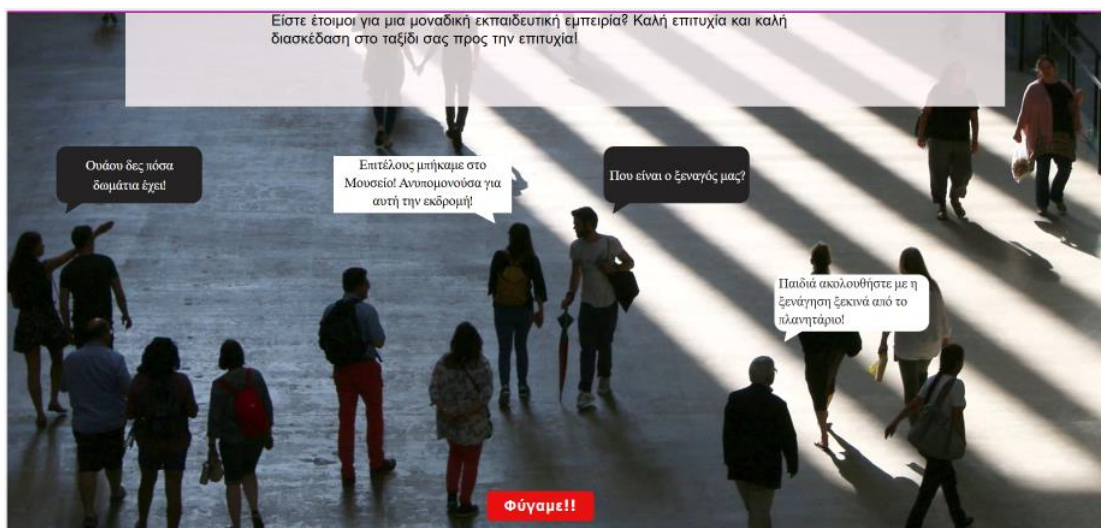 Είστε έτοιμοι για μια μοναδική εκπαιδευτική εμπειρία? Καλή επιτυχία και καλή
διασκέδαση στο ταξίδι σας προς την επιτυχία!
Ουάου δες πόσα
δωμάτια έχει!
Επιτέλους μπήκαμε στο
Μουσείο! Ανυπομονούσα για
αυτή την εκδρομή!
Που είναι ο ξεναγός μας?
Παιδιά ακολουθήστε με η
ξενάγηση ξεκινά από το
πλανητάριο!
Φύγαμε!!